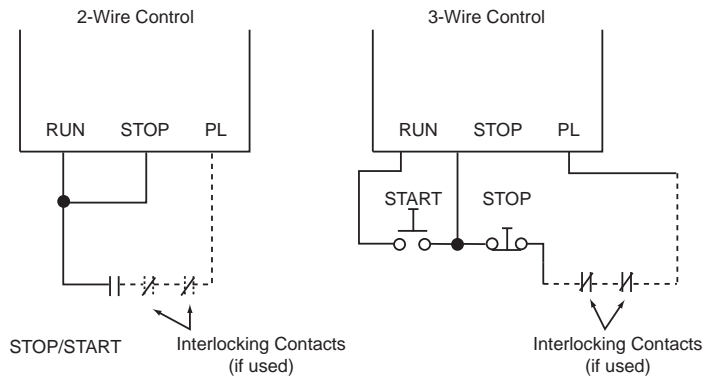 2-Wire Control
RUN STOP PL
STOP/START
Interlocking Contacts
(if used)
3-Wire Control
RUN STOP PL
START STOP
Interlocking Contacts
(if used)